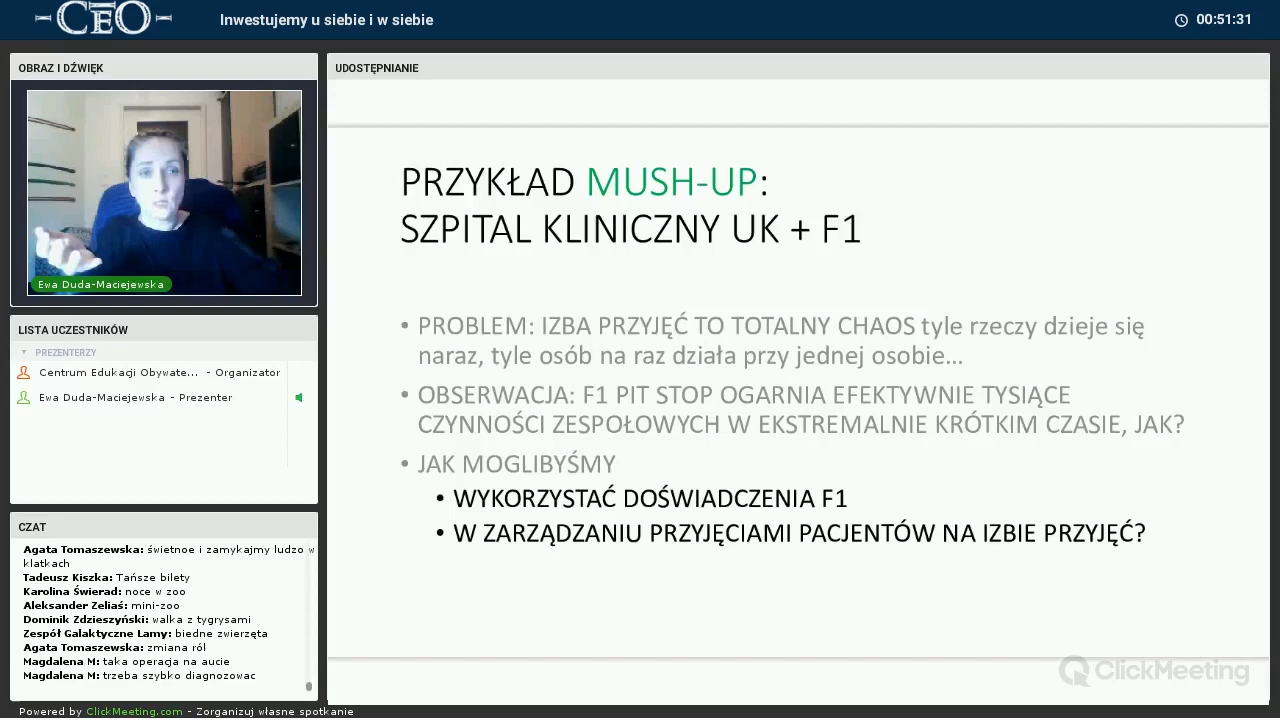 CEO
Inwestujemy u siebie i w siebie
00:51:31
OBRAZ I DŹWIĘK
Ewa Duda-Maciejewska
LISTA UCZESTNIKÓW
PREZENTERZY
Centrum Edukacji Obywate... - Organizator
Ewa Duda-Maciejewska - Prezenter
CZAT
Agata Tomaszewska: świetnoe i zamykajmy ludzo w
klatkach
Tadeusz Kiszka: Tańsze bilety
Karolina Świerad: noce w zoo
Aleksander Zeliaś: mini-zoo
Dominik Zdzieszyński: walka z tygrysami
Zespół Galaktyczne Lamy: biedne zwierzęta
Agata Tomaszewska: zmiana ról
Magdalena M: taka operacja na aucie
Magdalena M: trzeba szybko diagnozowac
UDOSTĘPNIANIE
PRZYKŁAD MUSH-UP:
SZPITAL KLINICZNY UK + F1
• PROBLEM: IZBA PRZYJĘĆ TO TOTALNY CHAOS tyle rzeczy dzieje się
naraz, tyle osób na raz działa przy jednej osobie...
• OBSERWACJA: F1 PIT STOP OGARNIA EFEKTYWNIE TYSIĄCE
CZYNNOŚCI ZESPOŁOWYCH W EKSTREMALNIE KRÓTKIM CZASIE, JAK?
• JAK MOGLIBYŚMY
• WYKORZYSTAĆ DOŚWIADCZENIA F1
• W ZARZĄDZANIU PRZYJĘCIAMI PACJENTÓW NA IZBIE PRZYJĘĆ?
ClickMeeting
Powered by ClickMeeting.com - Zorganizuj własne spotkanie